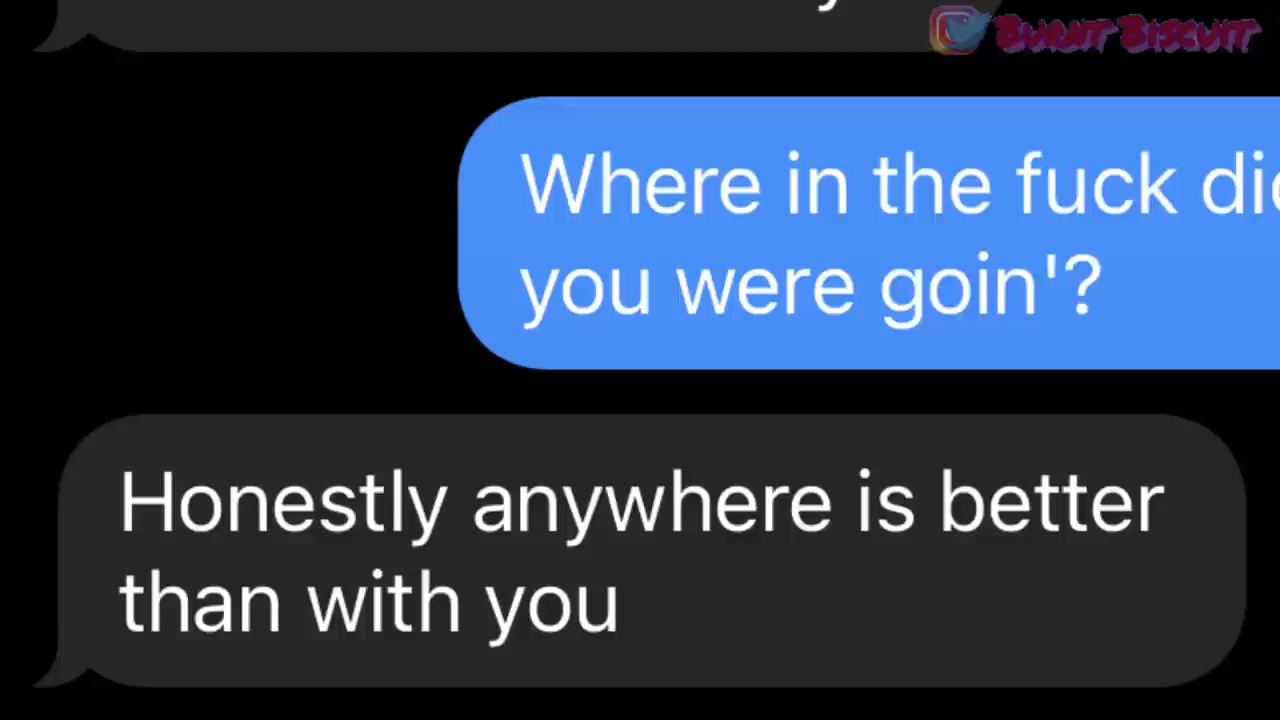 Burnt Biscuit
Where in the fuck
you were goin'?
Honestly anywhere is better
than with you